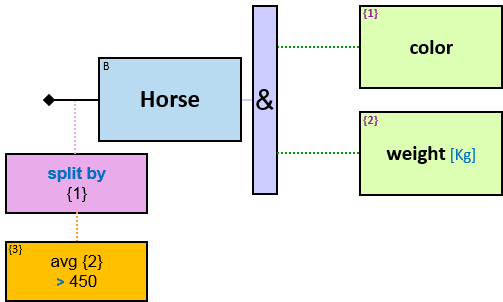 {1}
color
B
Horse
&
{2}
weight [Kg]
split by
{1}
{3}
avg {2}
> 450